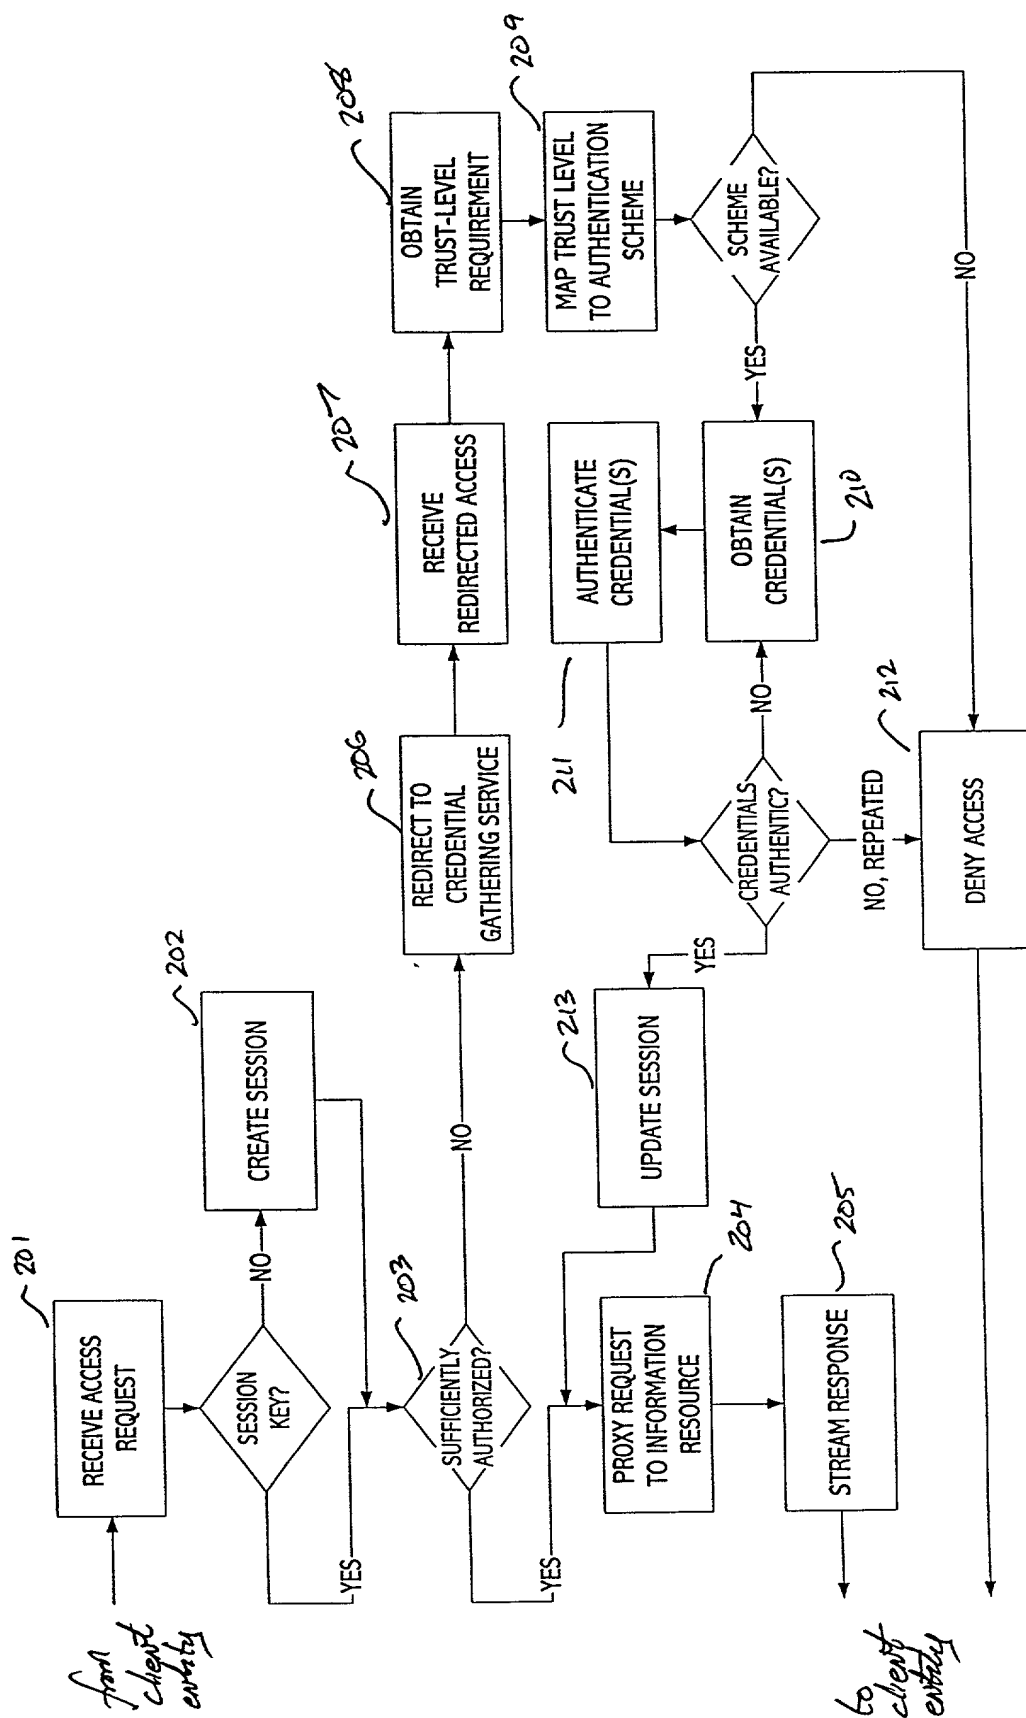 from
client
entity
RECEIVE ACCESS
REQUEST
201
SESSION
KEY?
NO
YES
CREATE SESSION
202
SUFFICIENTLY
AUTHORIZED?
203
NO
YES
REDIRECT TO
CREDENTIAL
GATHERING SERVICE
206
RECEIVE
REDIRECTED ACCESS
207
OBTAIN
TRUST-LEVEL
REQUIREMENT
208
MAP TRUST LEVEL
TO AUTHENTICATION
SCHEME
209
SCHEME
AVAILABLE?
YES
NO
OBTAIN
CREDENTIAL(S)
210
AUTHENTICATE
CREDENTIAL(S)
211
CREDENTIALS
AUTHENTIC?
NO
NO, REPEATED
YES
DENY ACCESS
212
UPDATE SESSION
213
PROXY REQUEST
TO INFORMATION
RESOURCE
204
STREAM RESPONSE
205
to
client
entity